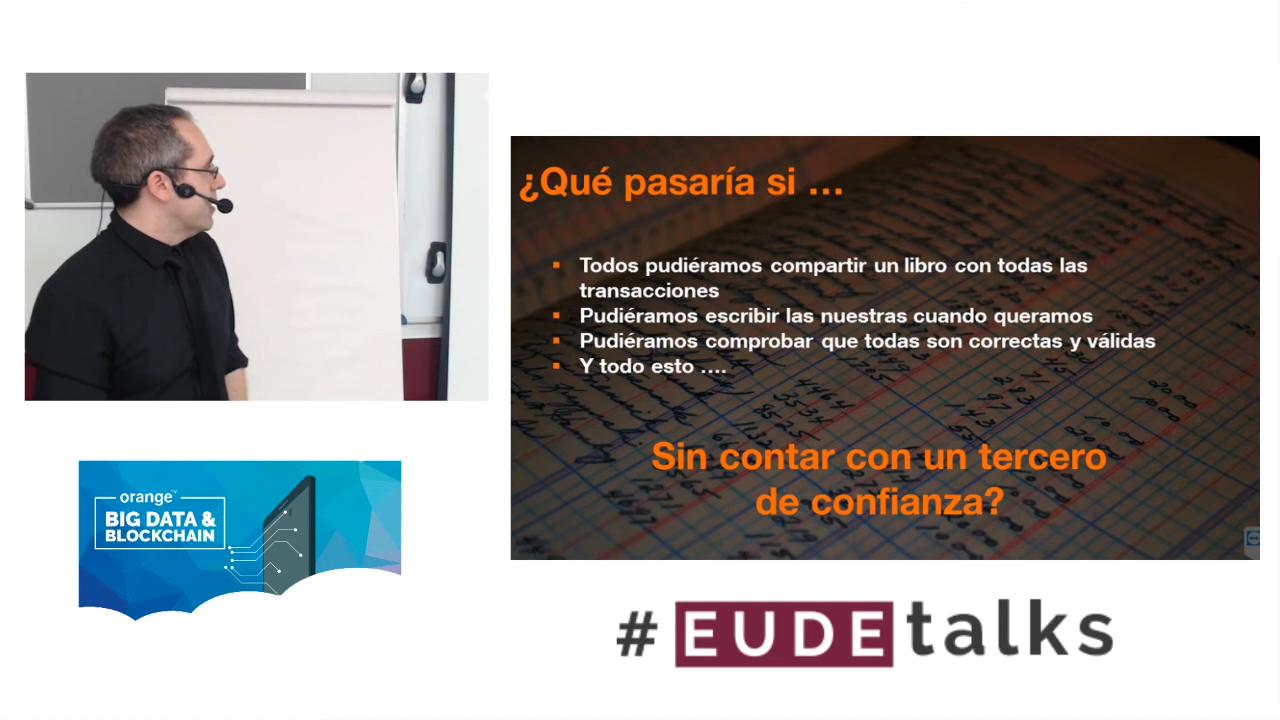 ¿Qué pasaría si ...
Todos pudiéramos compartir un libro con todas las
transacciones
Pudiéramos escribir las nuestras cuando queramos
Pudiéramos comprobar que todas son correctas y válidas
Y todo esto ....
Sin contar con un tercero
de confianza?
orange™
BIG DATA &
BLOCKCHAIN
#EUDEtalks